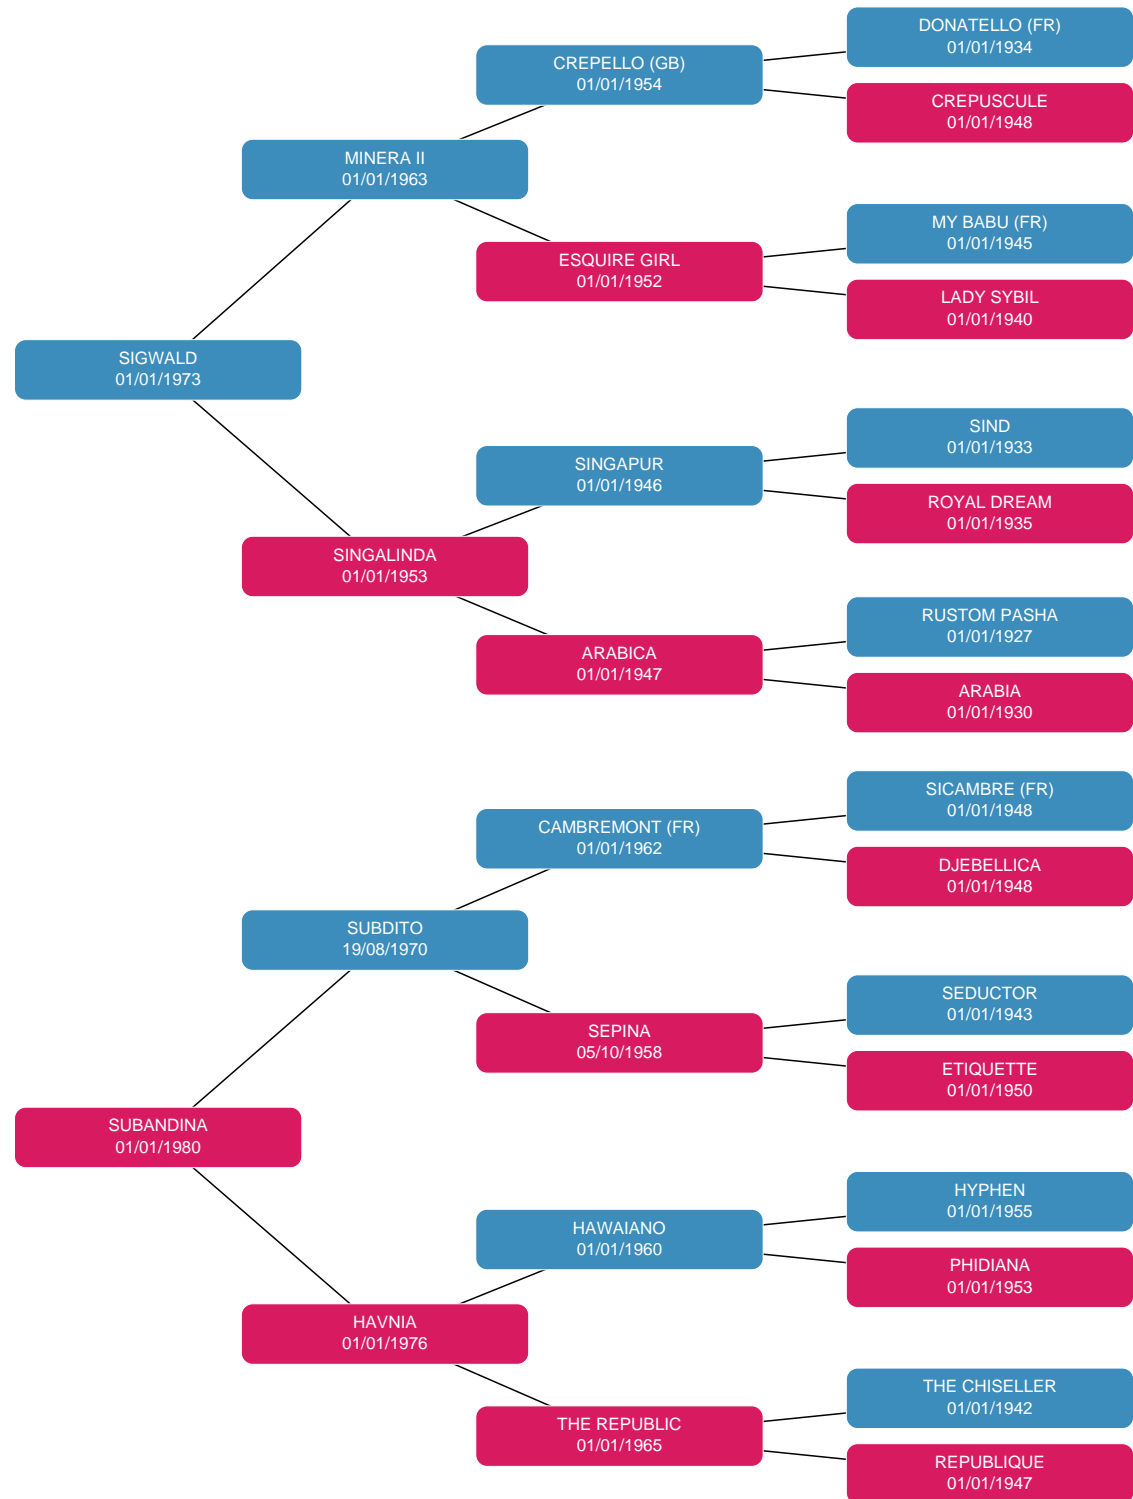 DONATELLO (FR)
01/01/1934
CREPELLO (GB)
01/01/1954
CREPUSCULE
01/01/1948
MINERA II
01/01/1963
MY BABU (FR)
01/01/1945
ESQUIRE GIRL
01/01/1952
LADY SYBIL
01/01/1940
SIGWALD
01/01/1973
SIND
01/01/1933
SINGAPUR
01/01/1946
ROYAL DREAM
01/01/1935
SINGALINDA
01/01/1953
RUSTOM PASHA
01/01/1927
ARABICA
01/01/1947
ARABIA
01/01/1930
SICAMBRE (FR)
01/01/1948
CAMBREMONT (FR)
01/01/1962
DJEBELLICA
01/01/1948
SUBDITO
19/08/1970
SEDUCTOR
01/01/1943
SEPINA
05/10/1958
ETIQUETTE
01/01/1950
SUBANDINA
01/01/1980
HYPHEN
01/01/1955
HAWAIANO
01/01/1960
PHIDIANA
01/01/1953
HAVNIA
01/01/1976
THE CHISELLER
01/01/1942
THE REPUBLIC
01/01/1965
REPUBLIQUE
01/01/1947